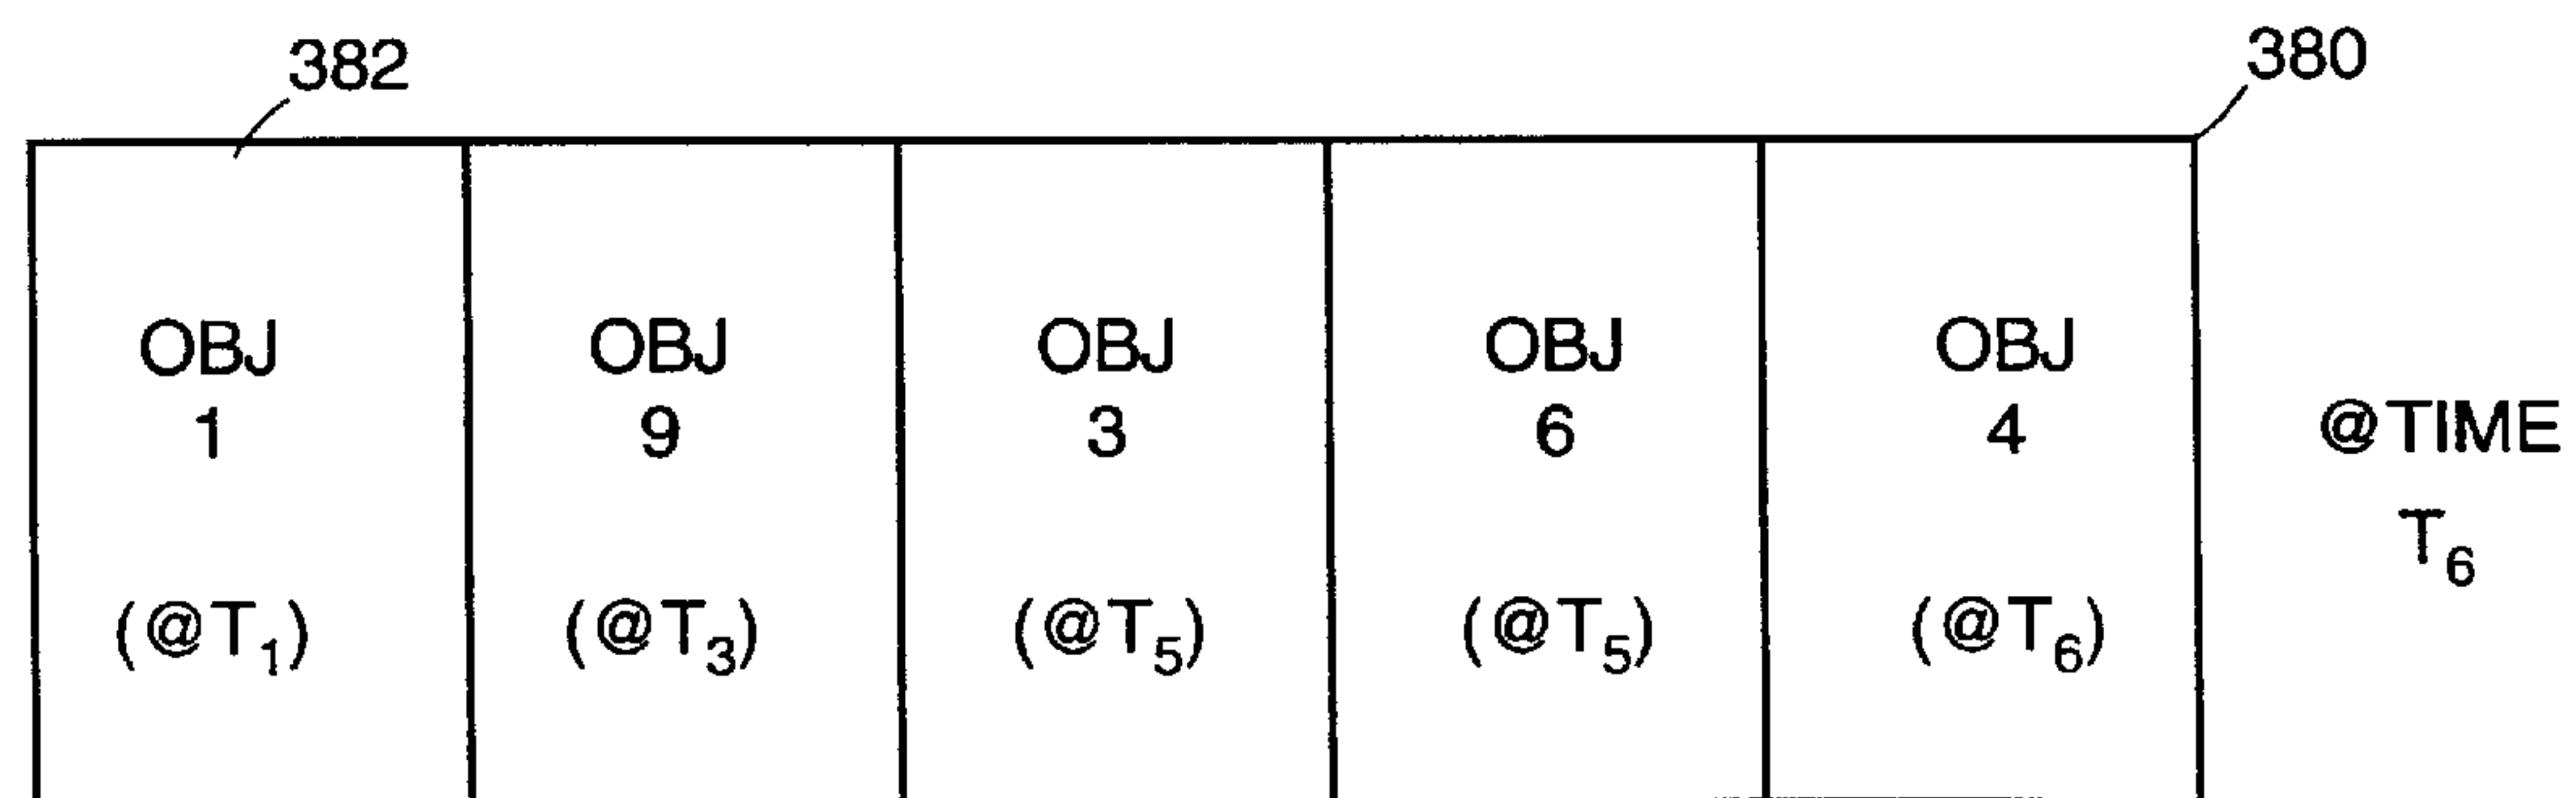 382 380
OBJ OBJ OBJ OBJ OBJ
1 9 3 6 4 @TIME
T₆
(@T₁) (@T₃) (@T₅) (@T₅) (@T₆)